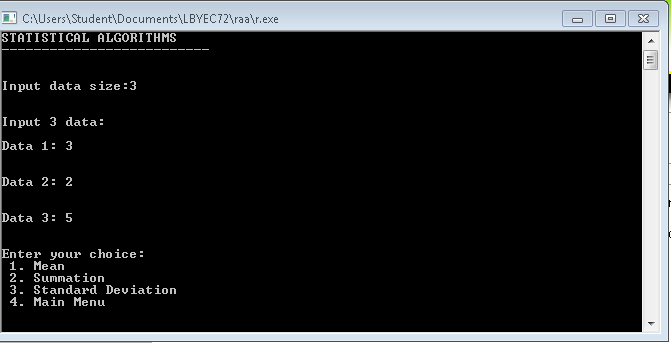 C:\Users\Student\Documents\LBYEC72\raa\r.exe
STATISTICAL ALGORITHMS
--------------------------
Input data size:3
Input 3 data:
Data 1: 3
Data 2: 2
Data 3: 5
Enter your choice:
1. Mean
2. Summation
3. Standard Deviation
4. Main Menu